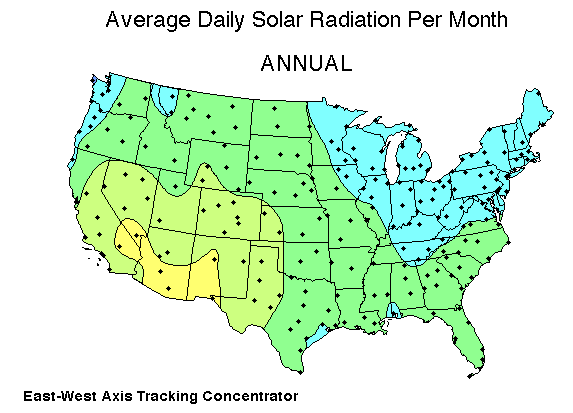 Average Daily Solar Radiation Per Month
ANNUAL
East-West Axis Tracking Concentrator